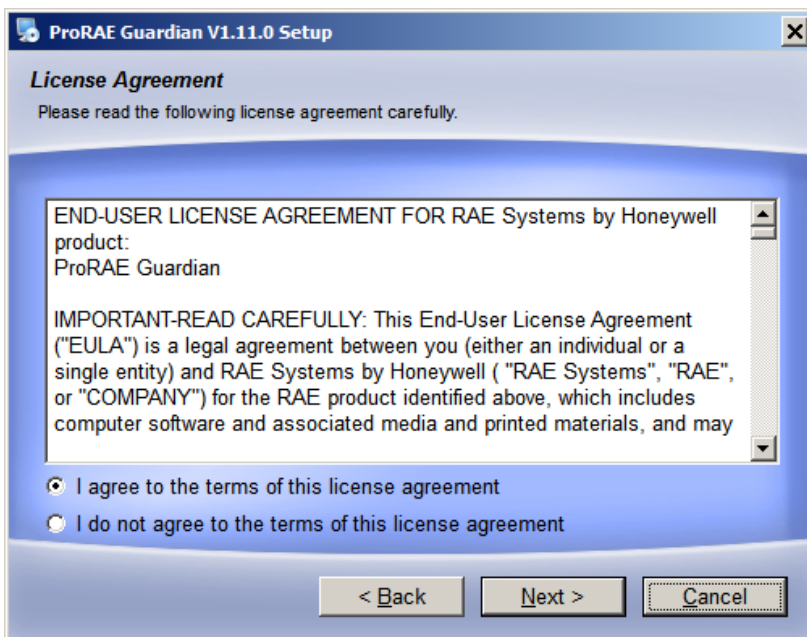 ProRAE Guardian V1.11.0 Setup
License Agreement
Please read the following license agreement carefully.
END-USER LICENSE AGREEMENT FOR RAE Systems by Honeywell
product:
ProRAE Guardian
IMPORTANT-READ CAREFULLY: This End-User License Agreement
("EULA") is a legal agreement between you (either an individual or a
single entity) and RAE Systems by Honeywell ( "RAE Systems", "RAE",
or "COMPANY") for the RAE product identified above, which includes
computer software and associated media and printed materials, and may
I agree to the terms of this license agreement
I do not agree to the terms of this license agreement
< Back
Next >
Cancel